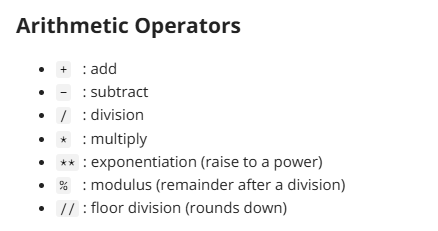 Arithmetic Operators
• + : add
• - : subtract
• / : division
• * : multiply
• ** : exponentiation (raise to a power)
• % : modulus (remainder after a division)
• // : floor division (rounds down)